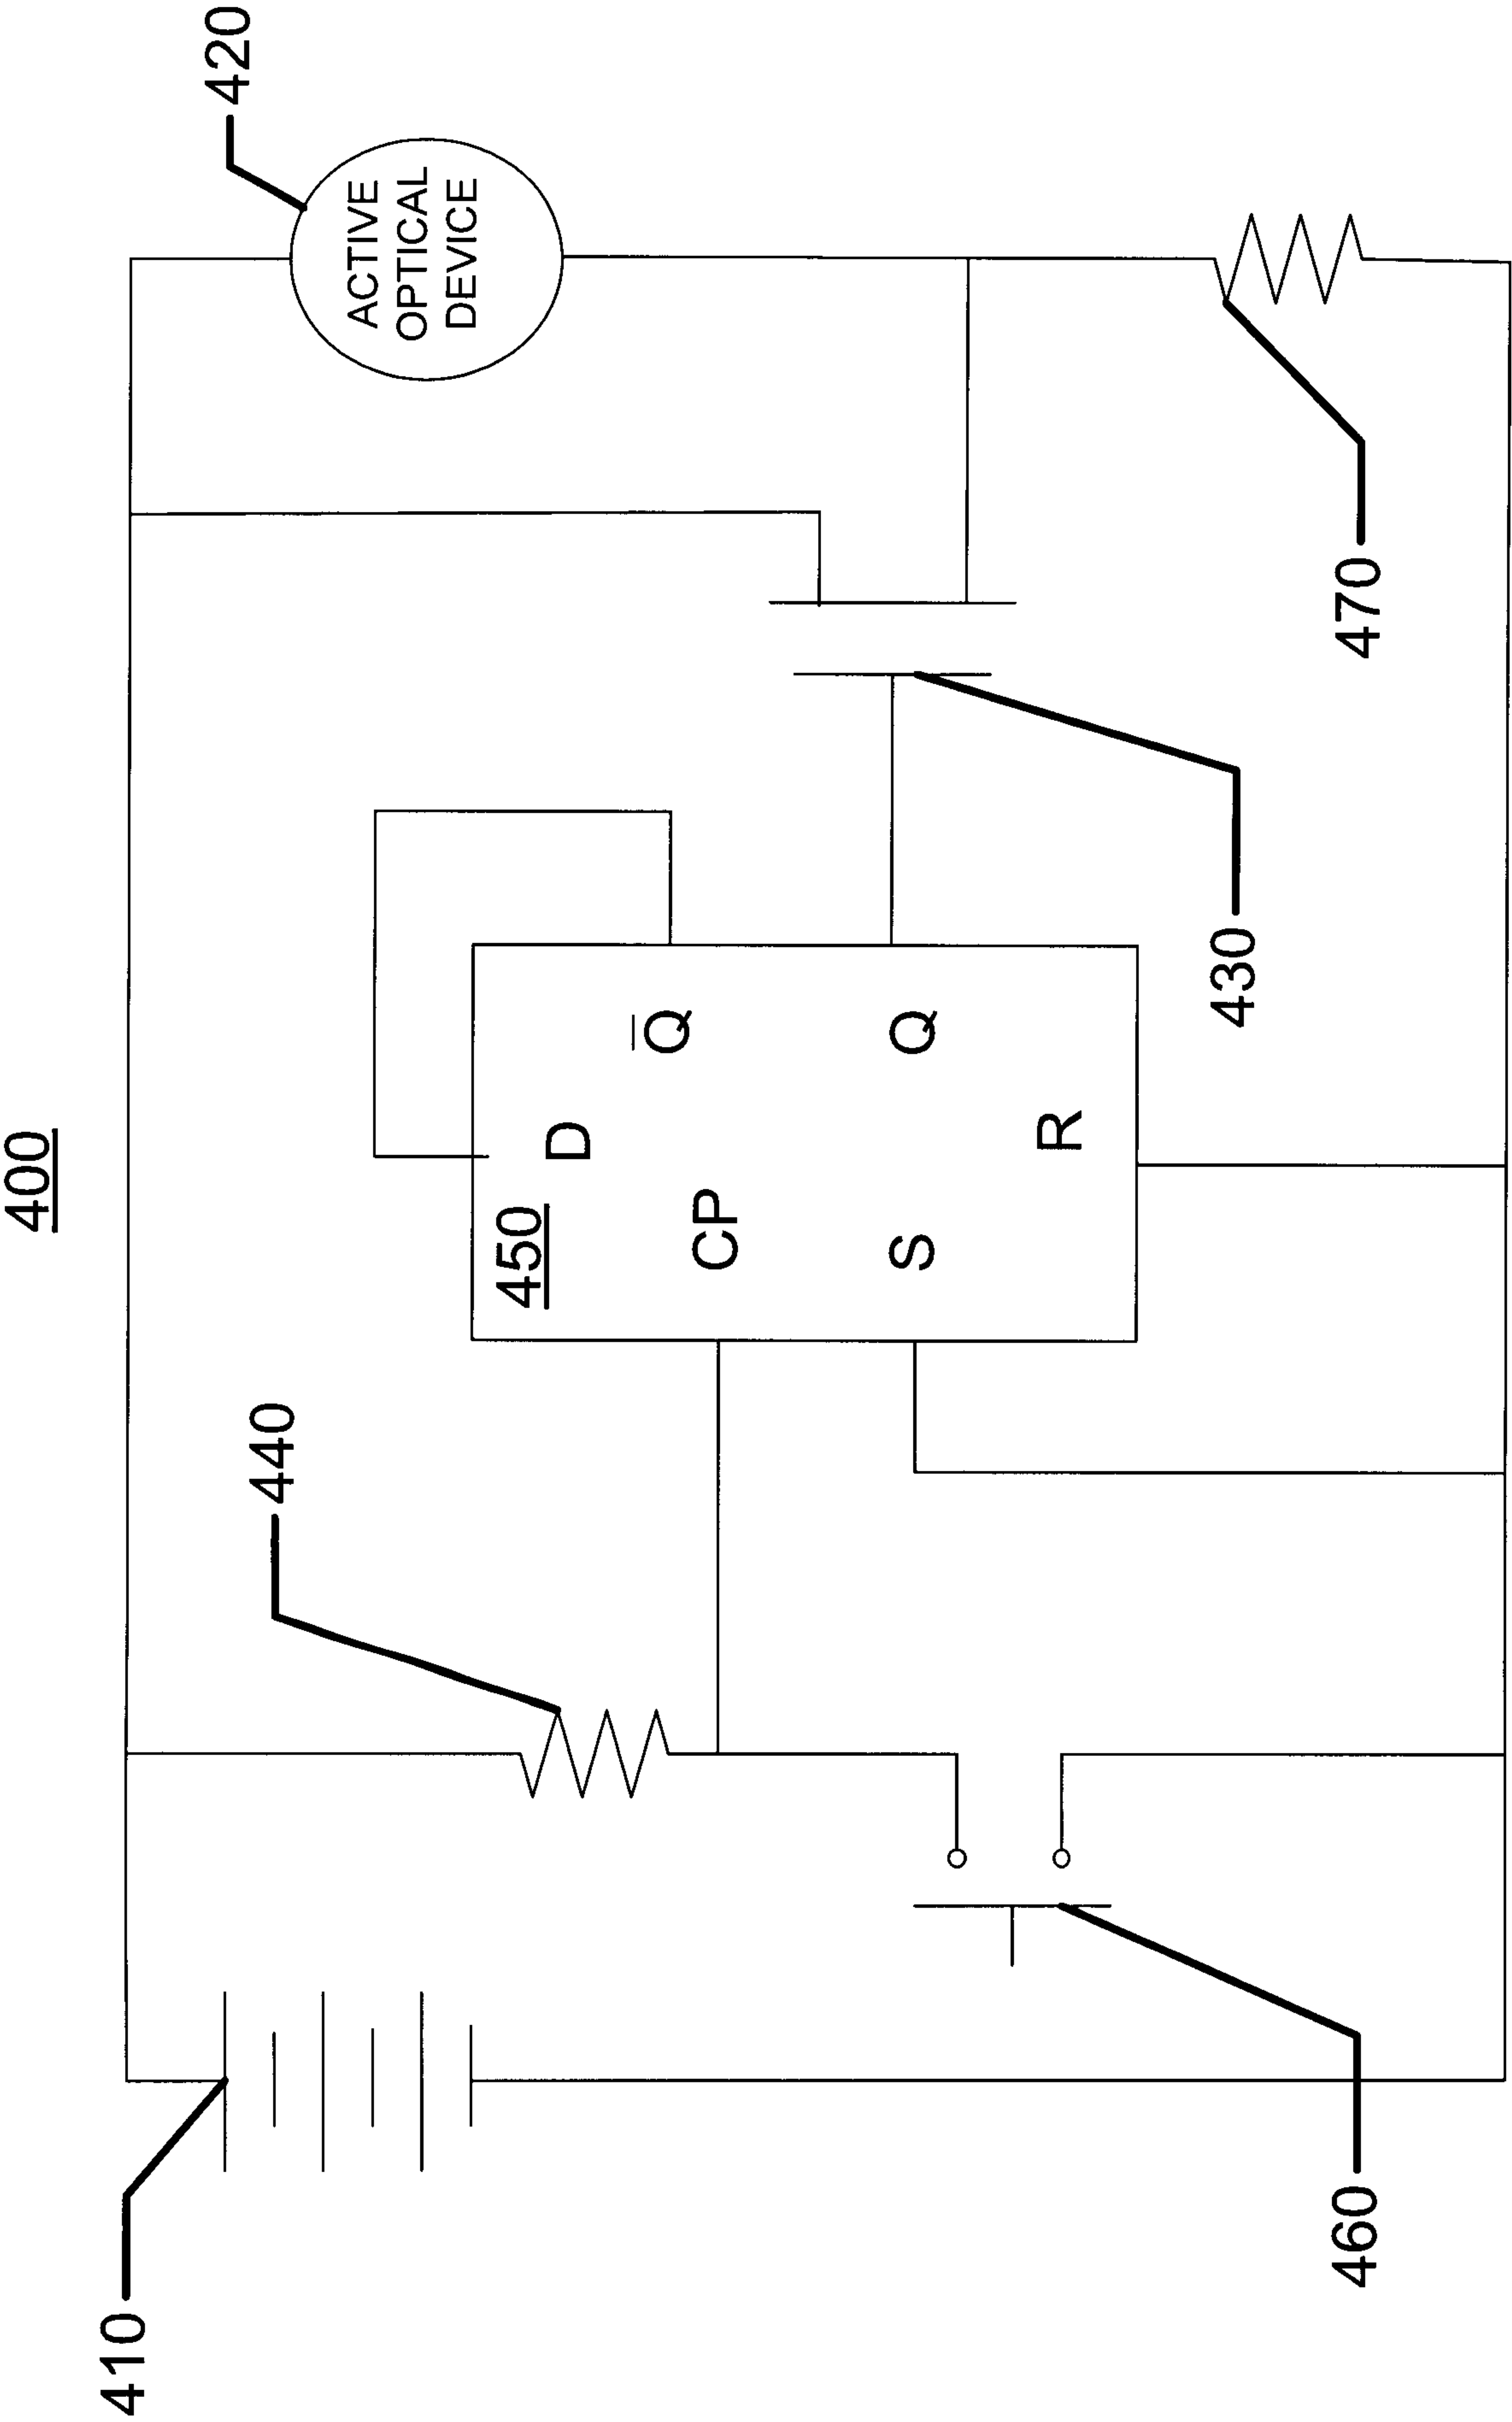 400
410
440
420
ACTIVE
OPTICAL
DEVICE
450
D
CP
Q̅
S
Q
R
460
430
470